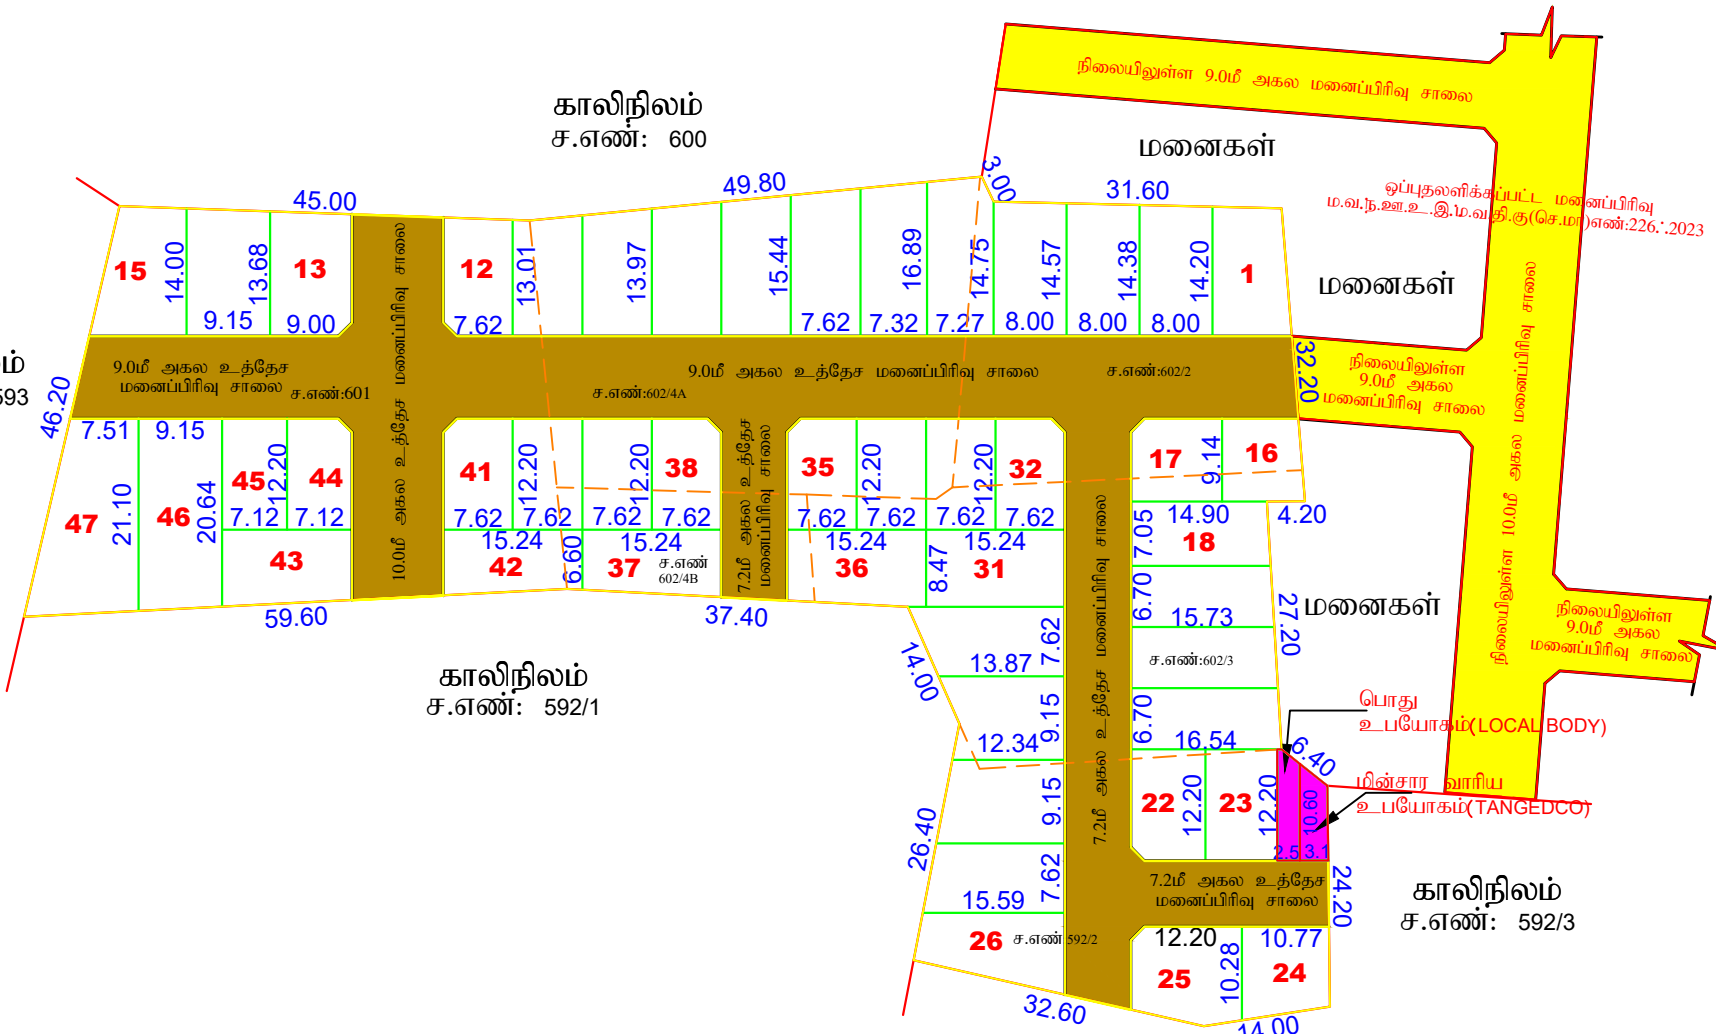 நிலையிலுள்ள 9.0மீ அகல மனைப்பிரிவு சாலை
காலிநிலம்
ச.எண்: 600
மனைகள்
3.00
49.80
31.60
45.00
ஒப்புதலளிக்கப்பட்ட மனைப்பிரிவு
15
14.00
13.68
13
12
13.01
13.97
15.44
16.89
14.75
14.57
14.38
14.20
1
மனைகள்
9.15
9.00
10.0மீ அகல உத்தேச மனைப்பிரிவு சாலை
7.62
7.62
7.32
7.27
8.00
8.00
8.00
நிலையிலுள்ள 10.0மீ அகல மனைப்பிரிவு சாலை
593
46.20
9.0மீ அகல உத்தேச
மனைப்பிரிவு சாலை
ச.எண்:601
9.0மீ அகல உத்தேச மனைப்பிரிவு சாலை
ச.எண்:602/4A
ச.எண்:602/2
32.20
நிலையிலுள்ள
9.0மீ அகல
மனைப்பிரிவு சாலை
7.51
9.15
47
21.10
46
20.64
45
12.20
44
7.12
7.12
43
41
12.20
7.62
7.62
15.24
42
6.60
12.20
38
7.62
7.62
15.24
37
ச.எண்
602/4B
7.2மீ அகல உத்தேச
மனைப்பிரிவு சாலை
35
12.20
7.62
7.62
15.24
36
12.20
32
7.62
7.62
15.24
8.47
31
17
9.14
16
14.90
4.20
18
7.05
6.70
15.73
ச.எண்:602/3
6.70
16.54
27.20
மனைகள்
நிலையிலுள்ள
9.0மீ அகல
மனைப்பிரிவு சாலை
59.60
37.40
காலிநிலம்
ச.எண்: 592/1
14.00
13.87
7.62
12.34
9.15
9.15
26.40
7.62
15.59
26
ச.எண்:592/2
32.60
7.2மீ அகல உத்தேச மனைப்பிரிவு சாலை
பொது
உபயோகம்(LOCAL BODY)
6.40
மின்சார வாரிய
உபயோகம்(TANGEDCO)
22
12.20
23
12.20
10.60
2.5
3.1
7.2மீ அகல உத்தேச
மனைப்பிரிவு சாலை
24.20
காலிநிலம்
ச.எண்: 592/3
12.20
10.77
25
10.28
24
14.00